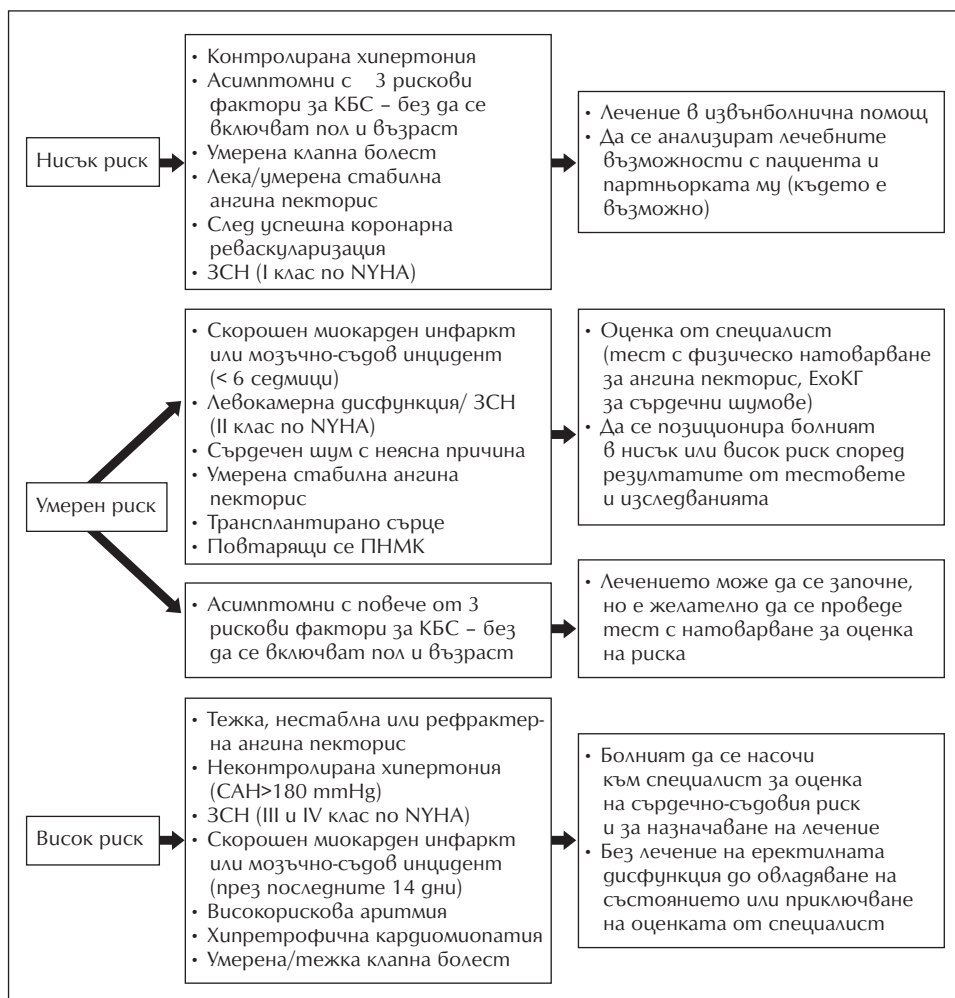 Нисък риск
• Контролирана хипертония
• Асимптомни с 3 рискови
фактори за КБС – без да се
включват пол и възраст
• Умерена клапна болест
• Лека/умерена стабилна
ангина пекторис
• След успешна коронарна
реваскуларизация
• ЗСН (I клас по NYHA)
• Лечение в извънболнична помощ
• Да се анализират лечебните
възможности с пациента и
партньорката му (където е
възможно)
Умерен риск
• Скорошен миокарден инфаркт
или мозъчно-съдов инцидент
(< 6 седмици)
• Левокамерна дисфункция/ ЗСН
(II клас по NYHA)
• Сърдечен шум с неясна причина
• Умерена стабилна ангина
пекторис
• Трансплантирано сърце
• Повтарящи се ПНМК
• Оценка от специалист
(тест с физическо натоварване
за ангина пекторис, ЕхоКГ
за сърдечни шумове)
• Да се позиционира болният
в нисък или висок риск според
резултатите от тестовете
и изследванията
• Асимптомни с повече от 3
рискови фактори за КБС – без
да се включват пол и възраст
• Лечението може да се започне,
но е желателно да се проведе
тест с натоварване за оценка
на риска
Висок риск
• Тежка, нестаблна или рефрактер-
на ангина пекторис
• Неконтролирана хипертония
(САН>180 mmHg)
• ЗСН (III и IV клас по NYHA)
• Скорошен миокарден инфаркт
или мозъчно-съдов инцидент
(през последните 14 дни)
• Високорискова аритмия
• Хипретрофична кардиомиопатия
• Умерена/тежка клапна болест
• Болният да се насочи
към специалист за оценка
на сърдечно-съдовия риск
и за назначаване на лечение
• Без лечение на еректилната
дисфункция до овладяване на
състоянието или приключване
на оценката от специалист